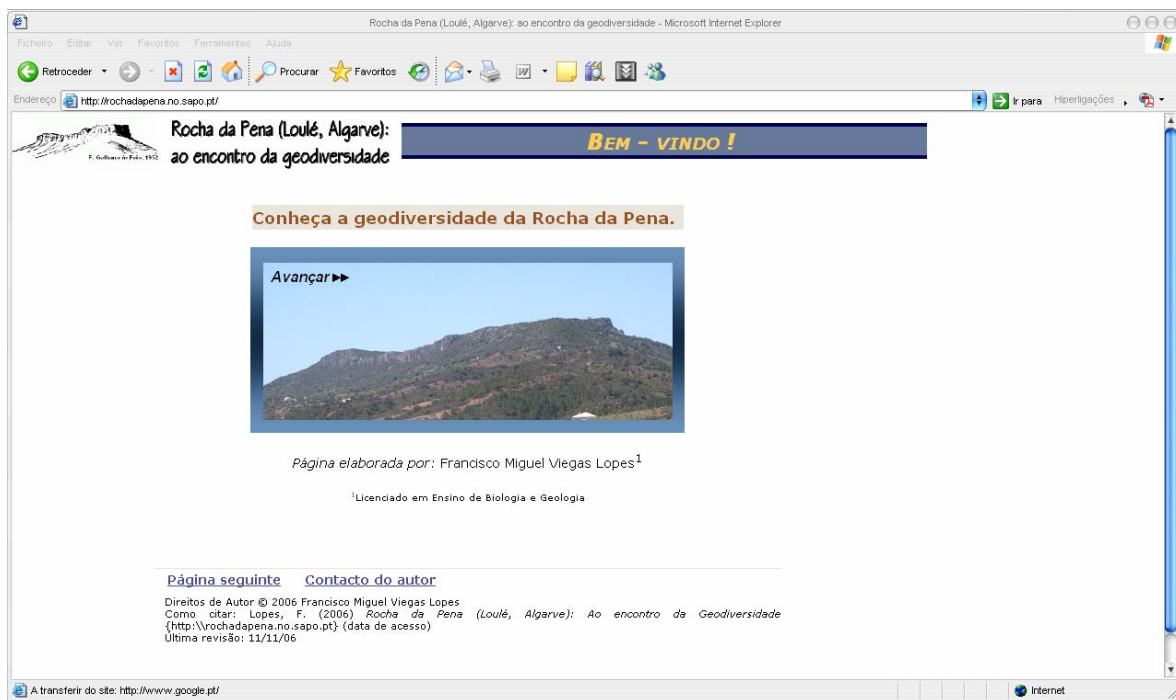 Rocha da Pena (Loulé, Algarve): ao encontro da geodiversidade - Microsoft Internet Explorer
Ficheiro Editar Ver Favoritos Ferramentas Ajuda
Retroceder Procurar Favoritos
Endereço http://rochadapena.no.sapo.pt/ Ir para Hiperligações
F. Galhano in Feio, 1952
Rocha da Pena (Loulé, Algarve):
ao encontro da geodiversidade
BEM - VINDO !
Conheça a geodiversidade da Rocha da Pena.
Avançar
Página elaborada por: Francisco Miguel Viegas Lopes1
1Licenciado em Ensino de Biologia e Geologia
Página seguinte Contacto do autor
Direitos de Autor © 2006 Francisco Miguel Viegas Lopes
Como citar: Lopes, F. (2006) Rocha da Pena (Loulé, Algarve): Ao encontro da Geodiversidade
{http:\\rochadapena.no.sapo.pt} (data de acesso)
Última revisão: 11/11/06
A transferir do site: http://www.google.pt/ Internet